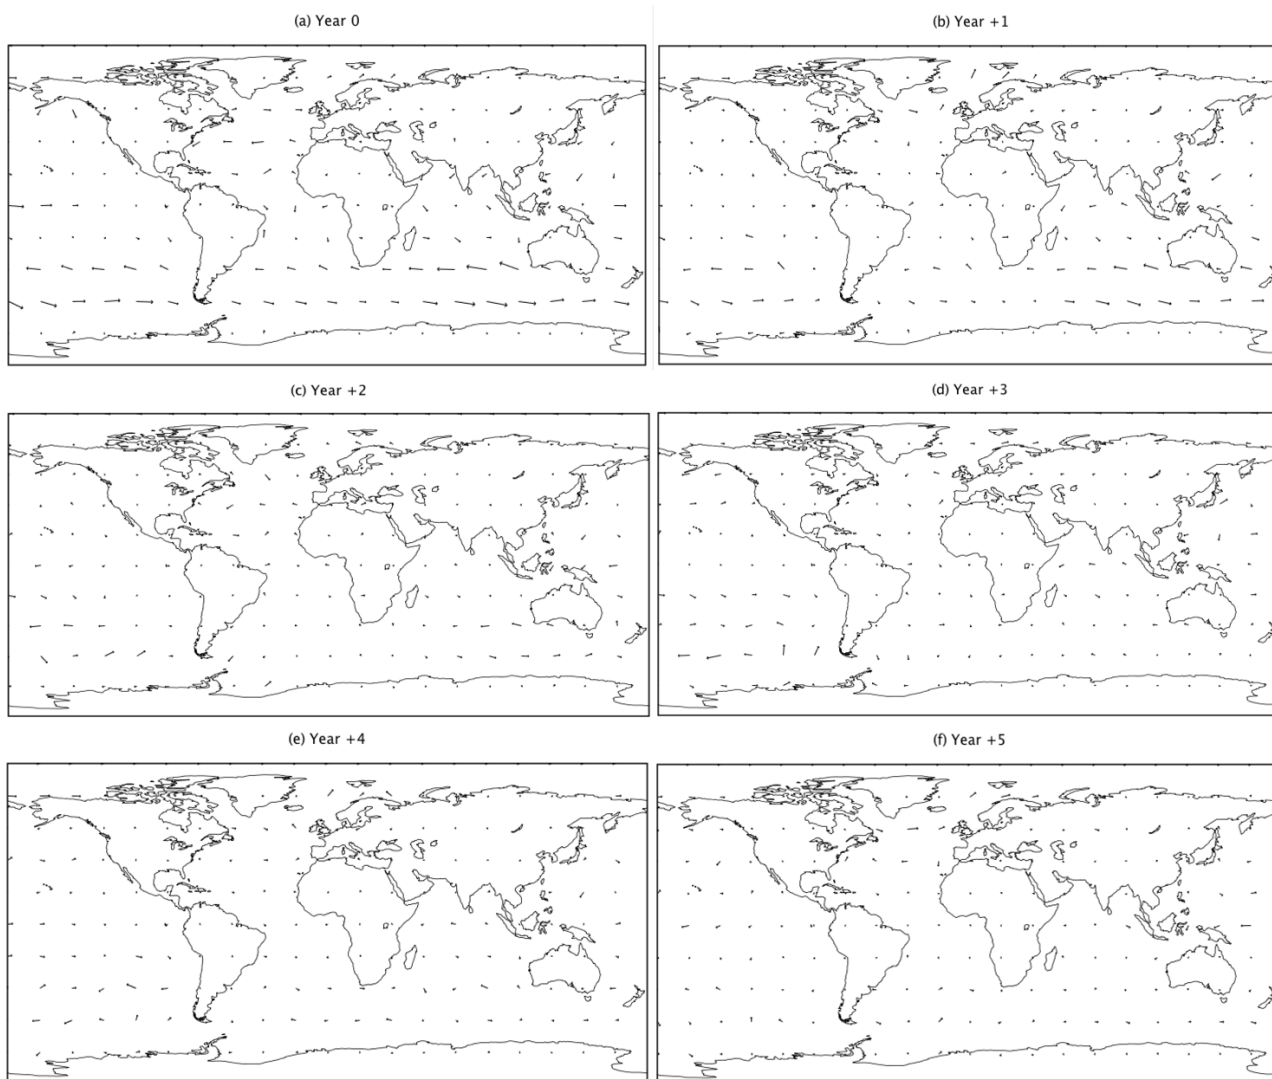 (a) Year 0
(b) Year +1
(c) Year +2
(d) Year +3
(e) Year +4
(f) Year +5